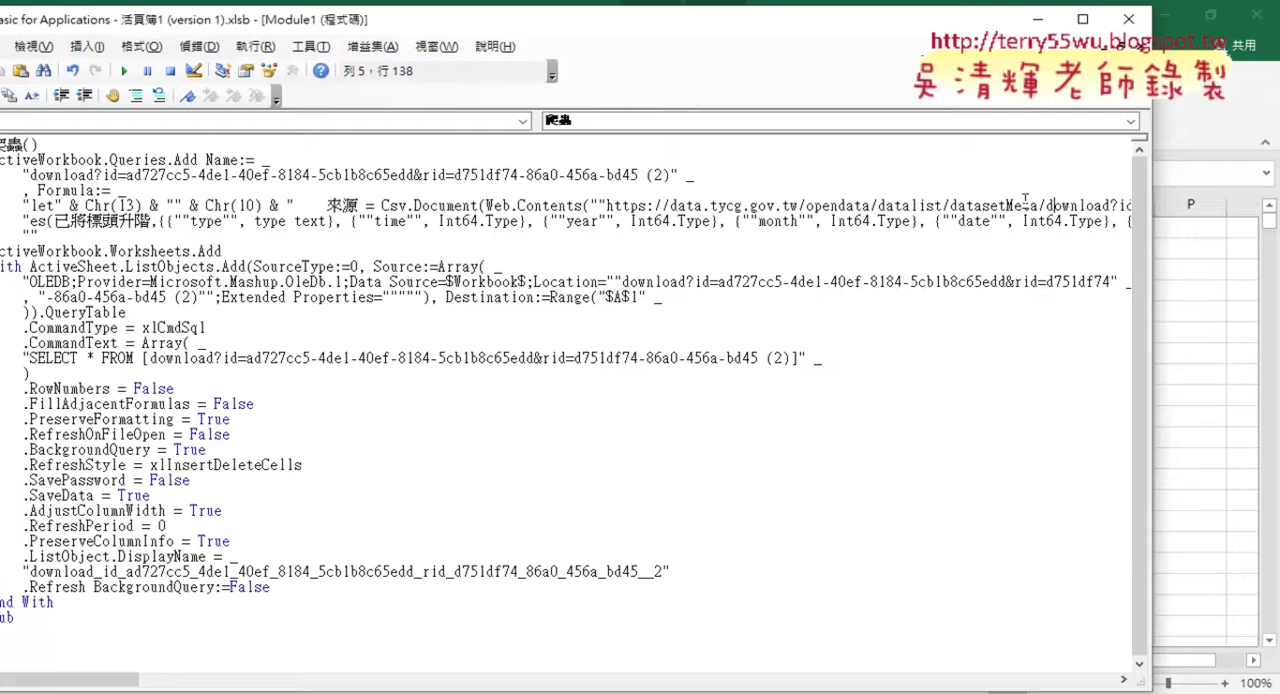 asic for Applications - 活頁簿1 (version 1).xlsb - [Module1 (程式碼)]
檢視(V) 插入(I) 格式(O) 偵錯(D) 執行(R) 工具(T) 增益集(A) 視窗(W) 說明(H)
http://terry55wu.blogspot.tw
共用
列 5，行 138
吳清輝老師錄製
爬蟲
爬蟲()
ctiveWorkbook.Queries.Add Name:= _
"download?id=ad727cc5-4de1-40ef-8184-5cb1b8c65edd&rid=d751df74-86a0-456a-bd45 (2)" _
, Formula:= _
"let" & Chr(13) & "" & Chr(10) & " 來源 = Csv.Document(Web.Contents(""https://data.tycg.gov.tw/opendata/datalist/datasetMeta/download?id
"es(已將標頭升階,{{""type"", type text}, {""time"", Int64.Type}, {""year"", Int64.Type}, {""month"", Int64.Type}, {""date"", Int64.Type}, {
""
ctiveWorkbook.Worksheets.Add
ith ActiveSheet.ListObjects.Add(SourceType:=0, Source:=Array( _
"OLEDB;Provider=Microsoft.Mashup.OleDb.1;Data Source=$Workbook$;Location=""download?id=ad727cc5-4de1-40ef-8184-5cb1b8c65edd&rid=d751df74" _
, "-86a0-456a-bd45 (2)"";Extended Properties="""""), Destination:=Range("$A$1" _
)).QueryTable
.CommandType = xlCmdSql
.CommandText = Array( _
"SELECT * FROM [download?id=ad727cc5-4de1-40ef-8184-5cb1b8c65edd&rid=d751df74-86a0-456a-bd45 (2)]" _
)
.RowNumbers = False
.FillAdjacentFormulas = False
.PreserveFormatting = True
.RefreshOnFileOpen = False
.BackgroundQuery = True
.RefreshStyle = xlInsertDeleteCells
.SavePassword = False
.SaveData = True
.AdjustColumnWidth = True
.RefreshPeriod = 0
.PreserveColumnInfo = True
.ListObject.DisplayName = _
"download_id_ad727cc5_4de1_40ef_8184_5cb1b8c65edd_rid_d751df74_86a0_456a_bd45__2"
.Refresh BackgroundQuery:=False
nd With
ub
P
100%